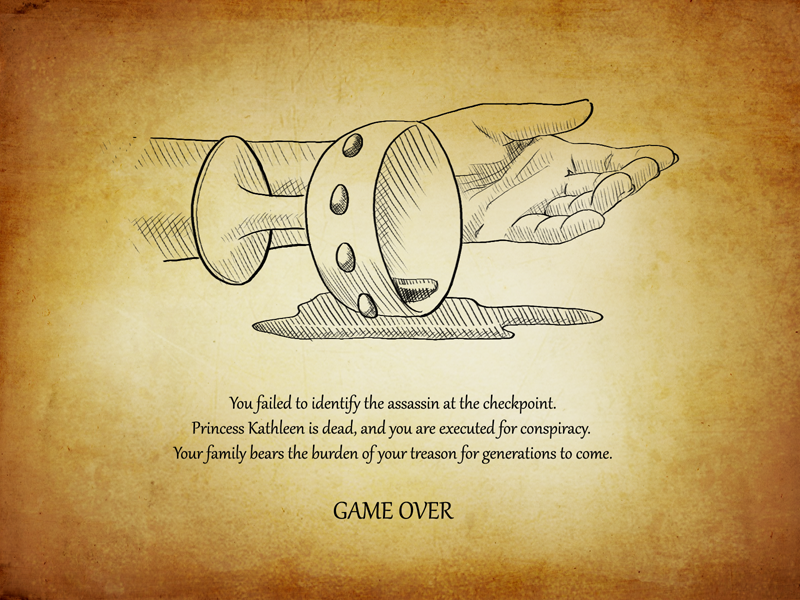 You failed to identify the assassin at the checkpoint.
Princess Kathleen is dead, and you are executed for conspiracy.
Your family bears the burden of your treason for generations to come.
GAME OVER